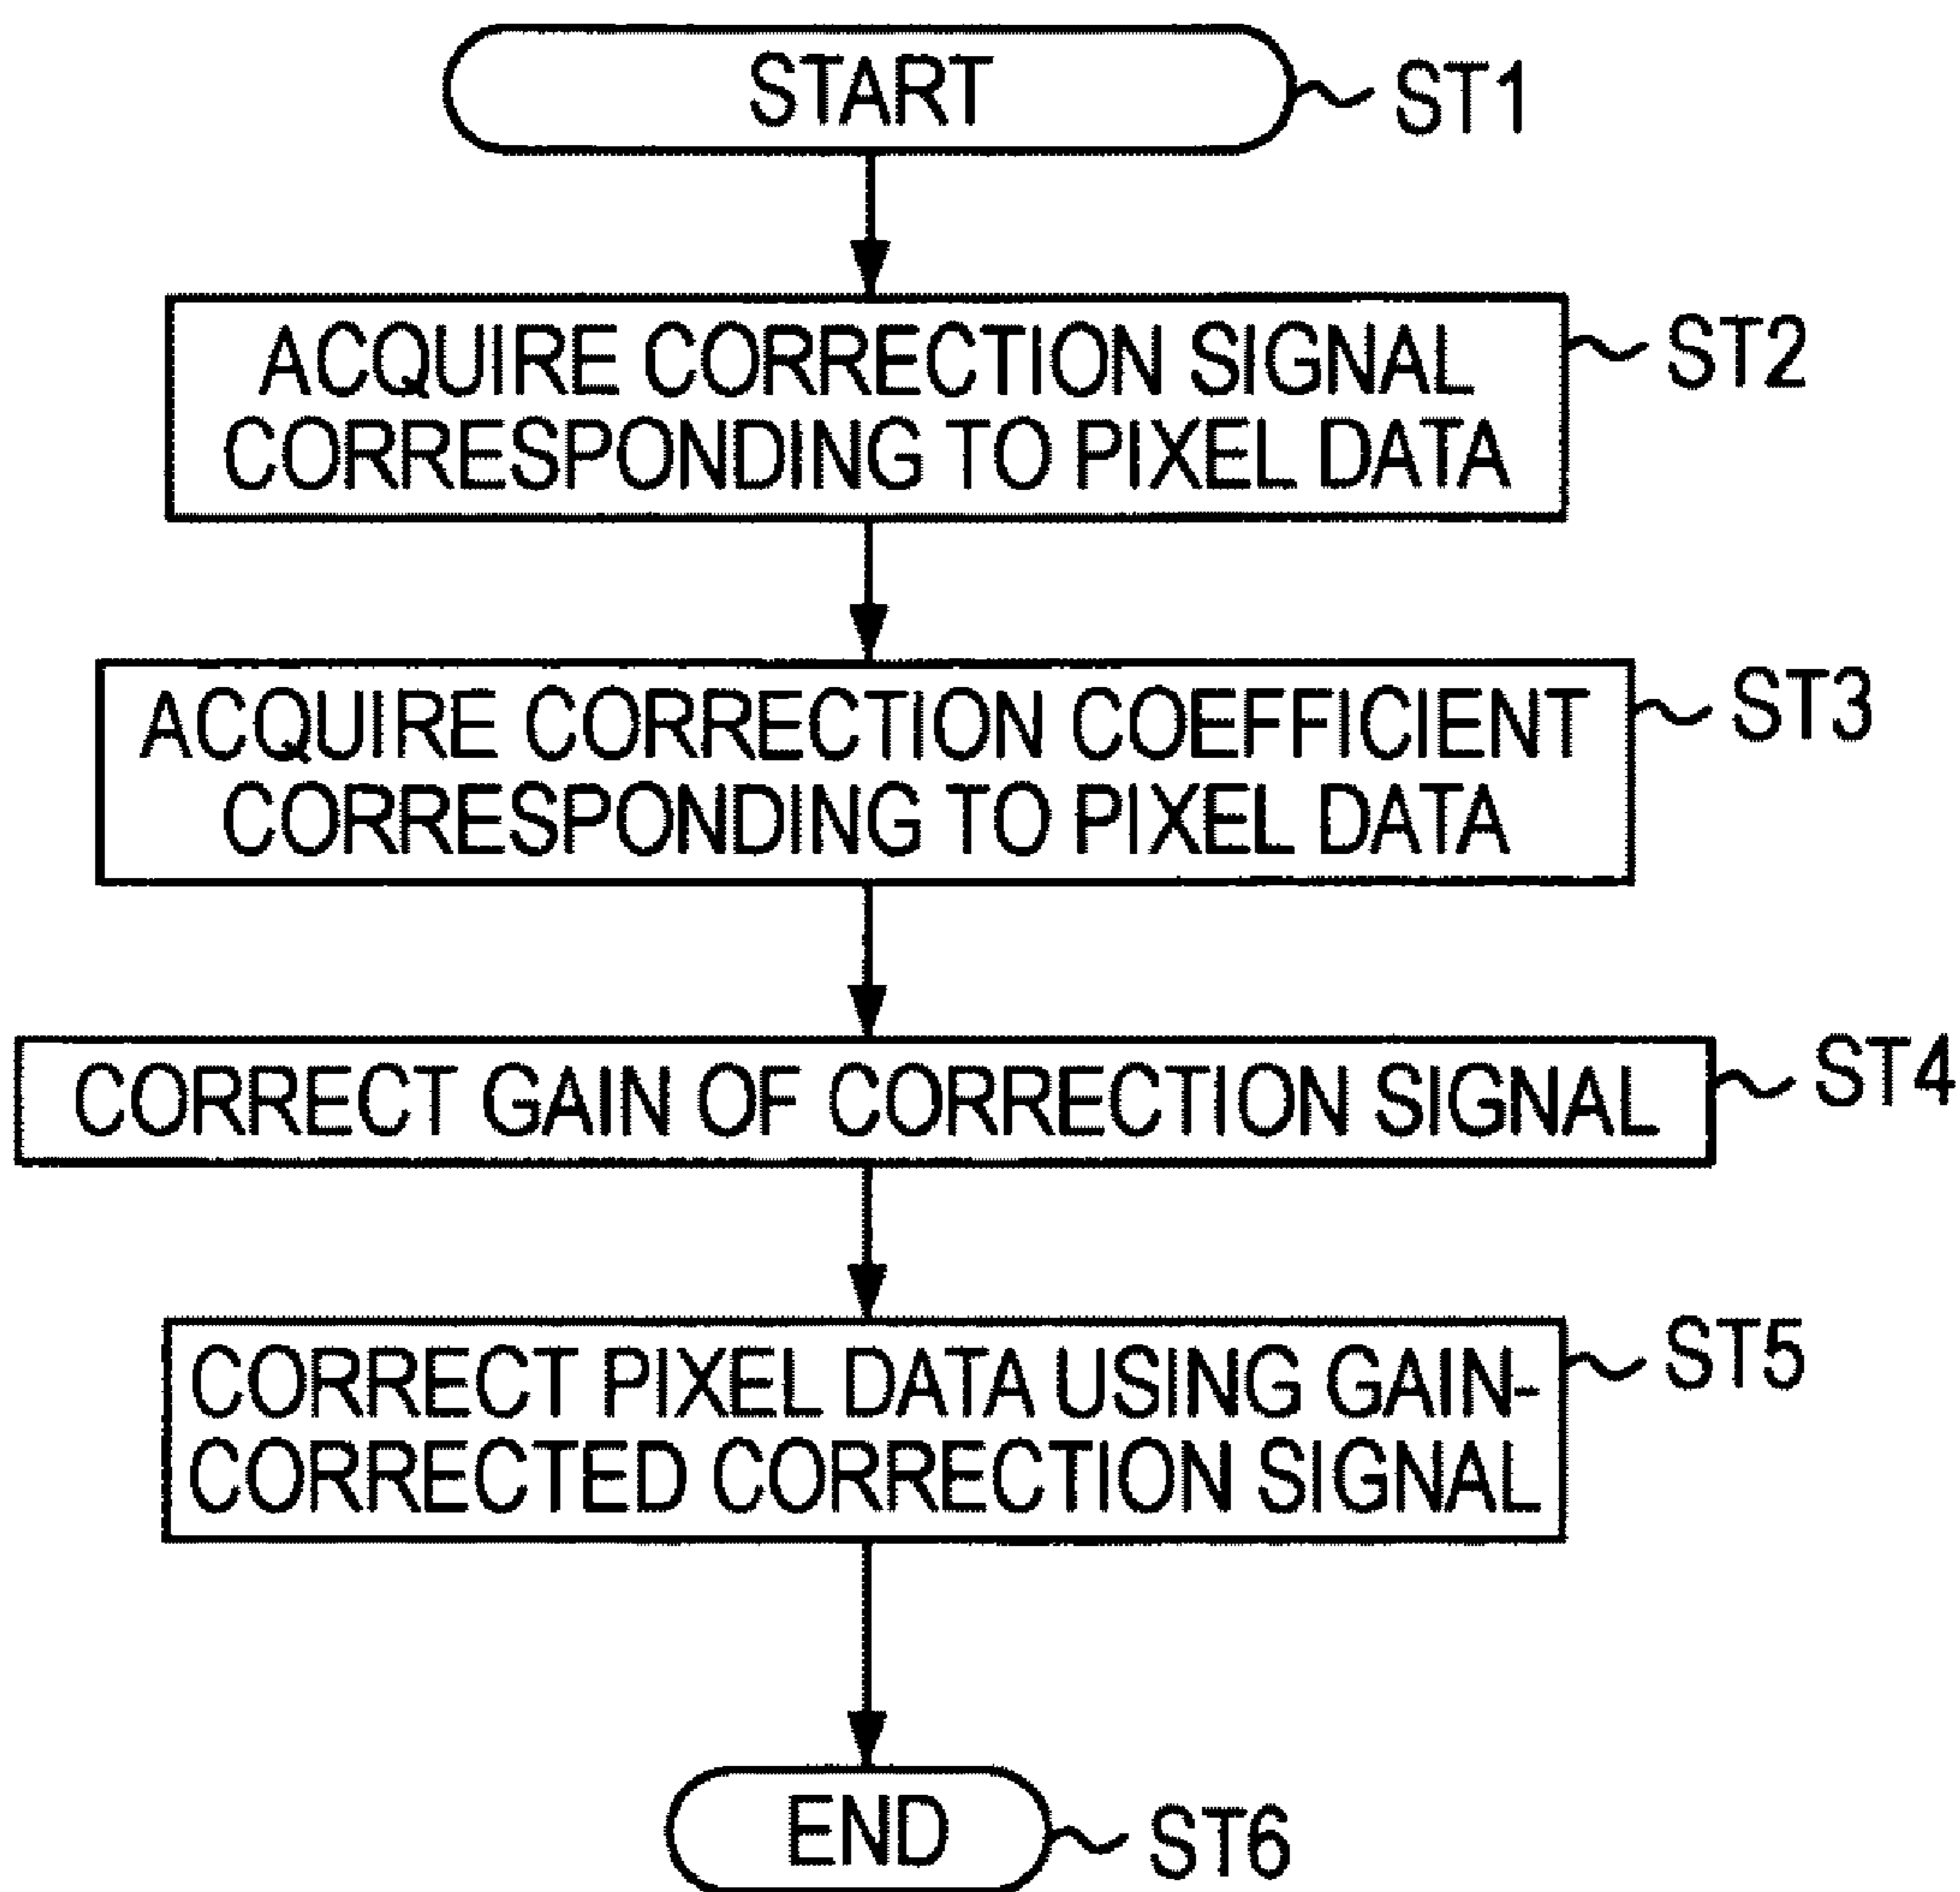 START
ST1
ACQUIRE CORRECTION SIGNAL
CORRESPONDING TO PIXEL DATA
ST2
ACQUIRE CORRECTION COEFFICIENT
CORRESPONDING TO PIXEL DATA
ST3
CORRECT GAIN OF CORRECTION SIGNAL
ST4
CORRECT PIXEL DATA USING GAIN-
CORRECTED CORRECTION SIGNAL
ST5
END
ST6